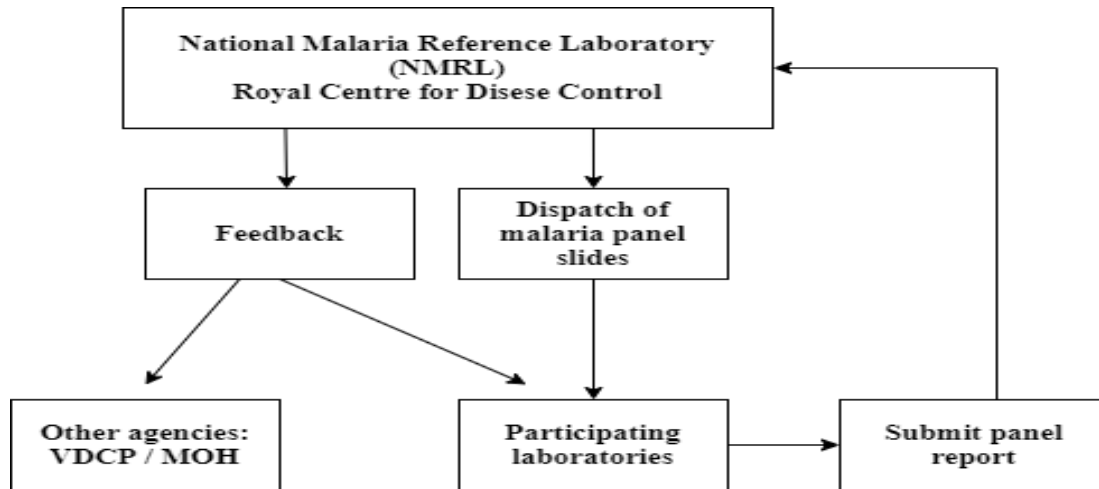 National Malaria Reference Laboratory
(NMRL)
Royal Centre for Disese Control
Feedback
Dispatch of
malaria panel
slides
Other agencies:
VDCP / MOH
Participating
laboratories
Submit panel
report